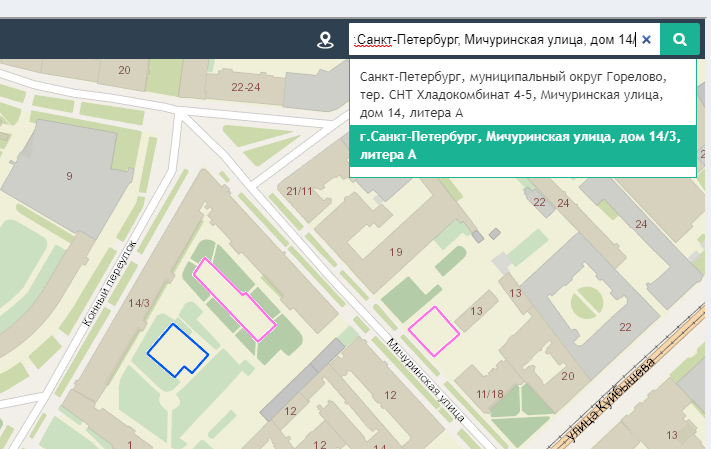 :Санкт-Петербург, Мичуринская улица, дом 14/
Санкт-Петербург, муниципальный округ Горелово,
тер. СНТ Хладокомбинат 4-5, Мичуринская улица,
дом 14, литера А
г.Санкт-Петербург, Мичуринская улица, дом 14/3,
литера А
20
22-24
9
21/11
22
24
24
19
Конный переулок
14/3
13
13
22
Мичуринская улица
20
улица Куйбышева
11/18
12
12
1
12
13